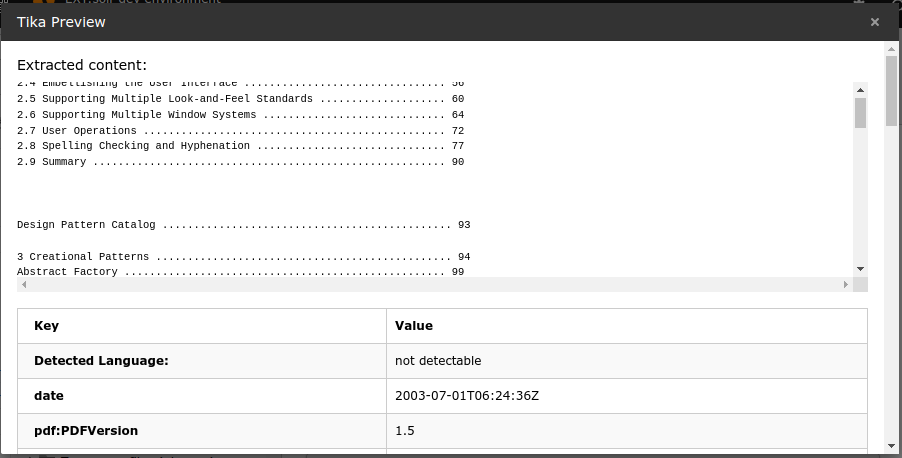 Tika Preview ×
Extracted content:
2.4 Embellishing the User Interface ................................ 56
2.5 Supporting Multiple Look-and-Feel Standards .................... 60
2.6 Supporting Multiple Window Systems ............................. 64
2.7 User Operations ................................................ 72
2.8 Spelling Checking and Hyphenation .............................. 77
2.9 Summary ........................................................ 90
Design Pattern Catalog .............................................. 93
3 Creational Patterns ............................................... 94
Abstract Factory ................................................... 99
Key Value
Detected Language: not detectable
date 2003-07-01T06:24:36Z
pdf:PDFVersion 1.5